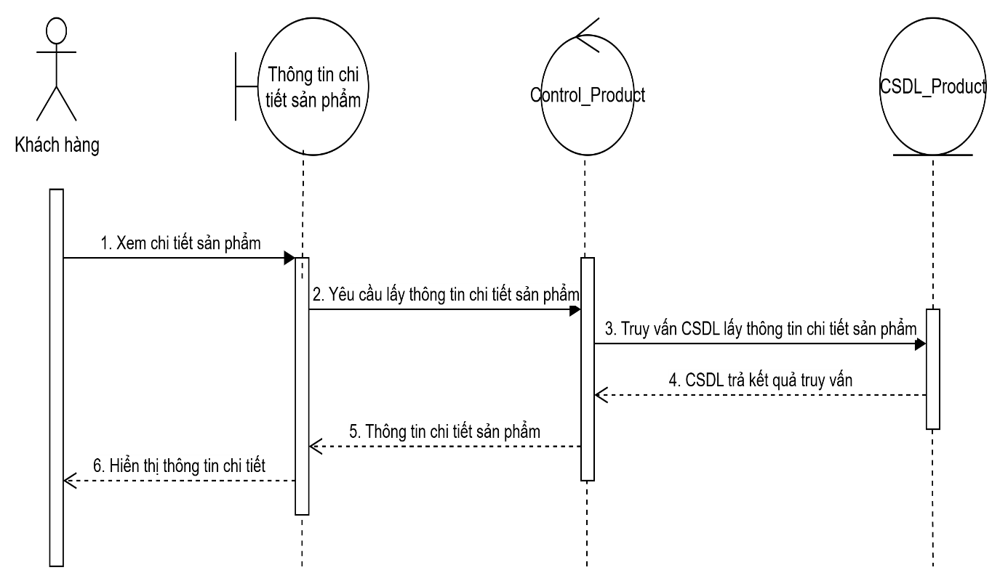 Thông tin chi
tiết sản phẩm
Control_Product
CSDL_Product
Khách hàng
1. Xem chi tiết sản phẩm
2. Yêu cầu lấy thông tin chi tiết sản phẩm
3. Truy vấn CSDL lấy thông tin chi tiết sản phẩm
4. CSDL trả kết quả truy vấn
5. Thông tin chi tiết sản phẩm
6. Hiển thị thông tin chi tiết